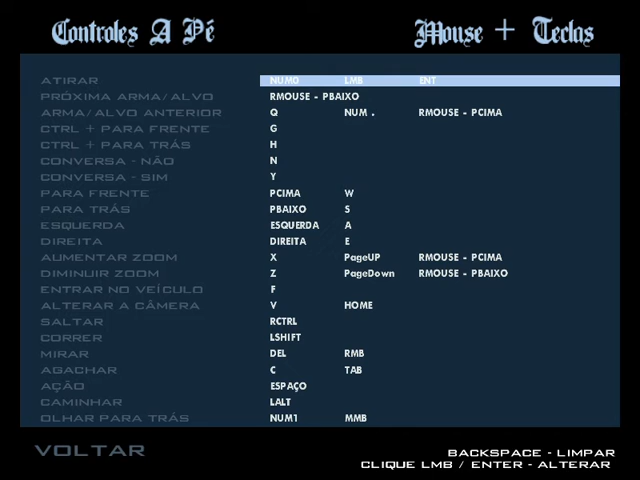 Controles A Pé Mouse + Teclas
ATIRAR NUM0 LMB ENT
PRÓXIMA ARMA/ALVO RMOUSE - PBAIXO
ARMA/ALVO ANTERIOR Q NUM . RMOUSE - PCIMA
CTRL + PARA FRENTE G
CTRL + PARA TRÁS H
CONVERSA - NÃO N
CONVERSA - SIM Y
PARA FRENTE PCIMA W
PARA TRÁS PBAIXO S
ESQUERDA ESQUERDA A
DIREITA DIREITA E
AUMENTAR ZOOM X PageUP RMOUSE - PCIMA
DIMINUIR ZOOM Z PageDown RMOUSE - PBAIXO
ENTRAR NO VEÍCULO F
ALTERAR A CÂMERA V HOME
SALTAR RCTRL
CORRER LSHIFT
MIRAR DEL RMB
AGACHAR C TAB
AÇÃO ESPAÇO
CAMINHAR LALT
OLHAR PARA TRÁS NUM1 MMB
VOLTAR
BACKSPACE - LIMPAR
CLIQUE LMB / ENTER - ALTERAR